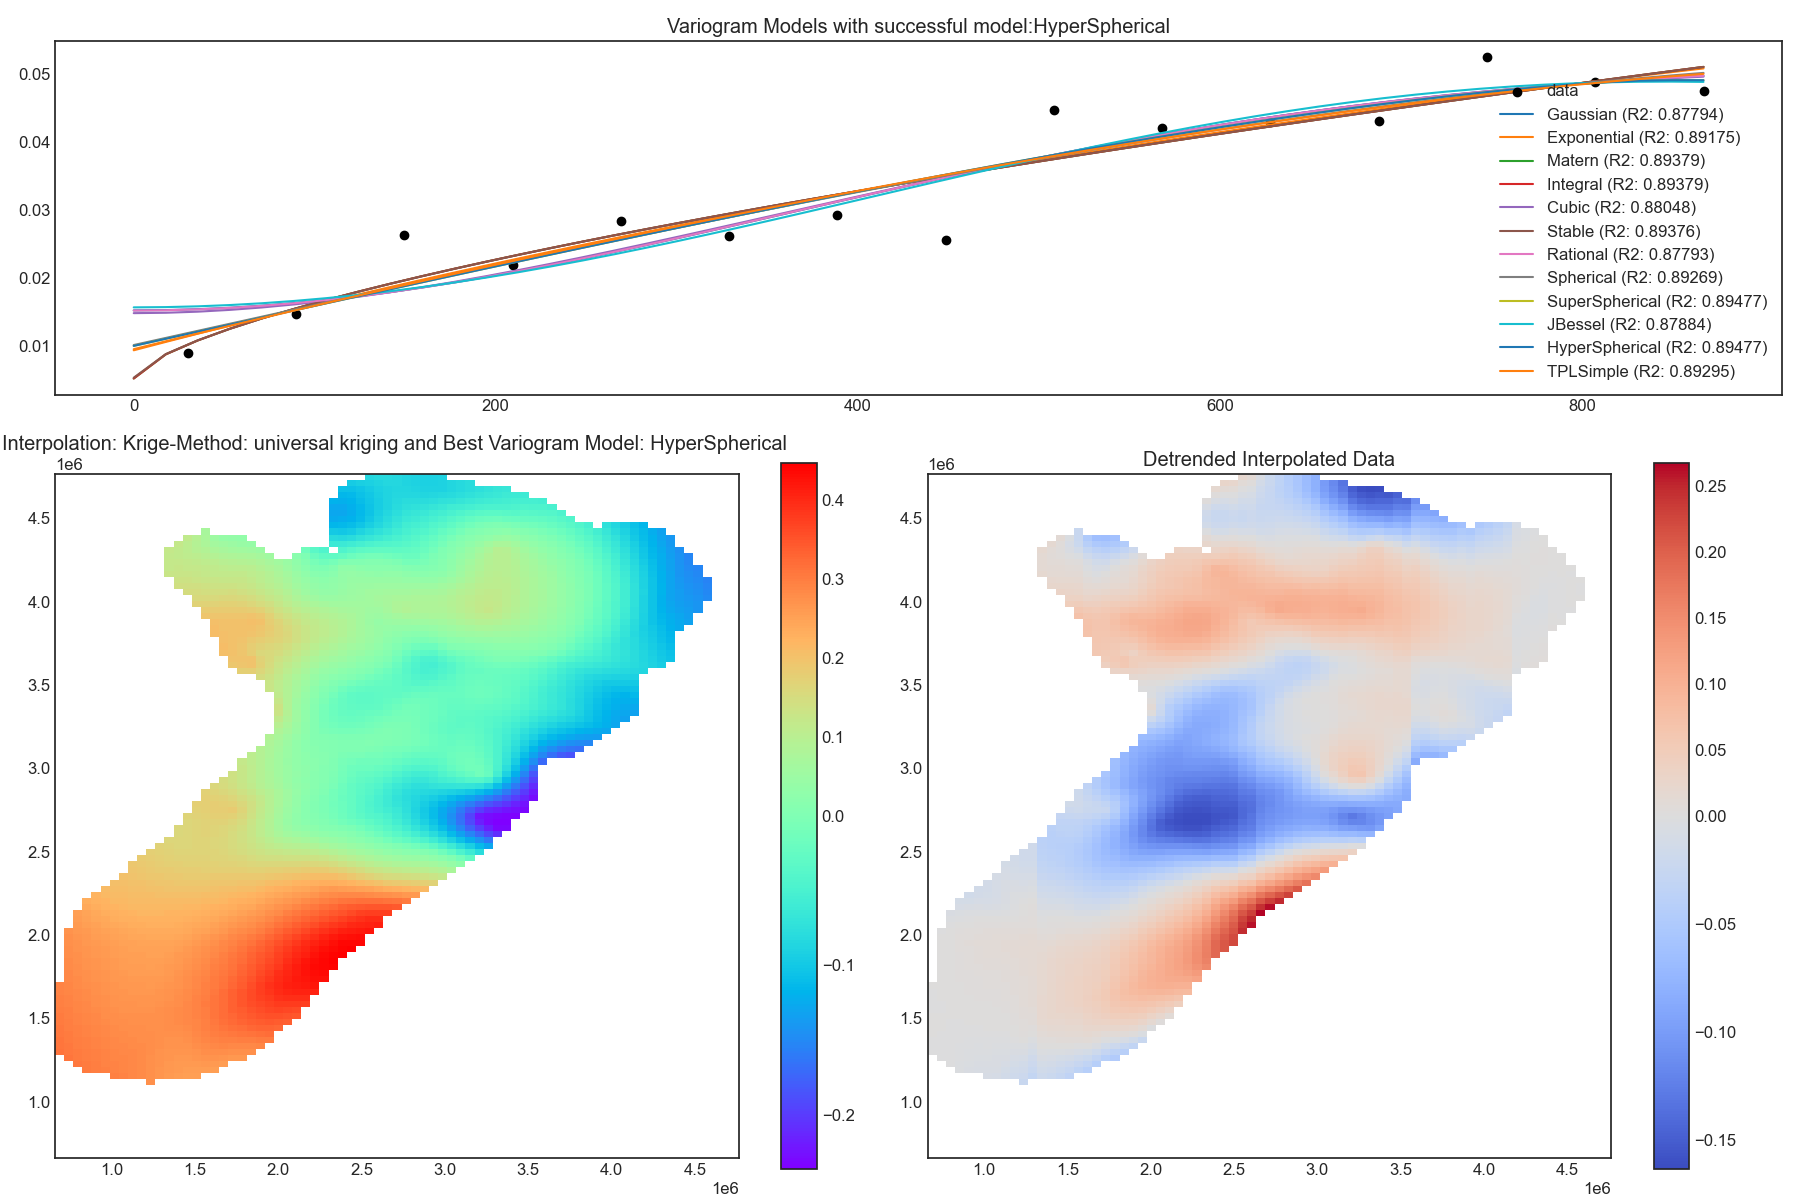 Variogram Models with successful model:HyperSpherical
0.05
0.04
0.03
0.02
0.01
data
Gaussian (R2: 0.87794)
Exponential (R2: 0.89175)
Matern (R2: 0.89379)
Integral (R2: 0.89379)
Cubic (R2: 0.88048)
Stable (R2: 0.89376)
Rational (R2: 0.87793)
Spherical (R2: 0.89269)
SuperSpherical (R2: 0.89477)
JBessel (R2: 0.87884)
HyperSpherical (R2: 0.89477)
TPLSimple (R2: 0.89295)
0 200 400 600 800
Interpolation: Krige-Method: universal kriging and Best Variogram Model: HyperSpherical
1e6
4.5
4.0
3.5
3.0
2.5
2.0
1.5
1.0
1.0 1.5 2.0 2.5 3.0 3.5 4.0 4.5
1e6
0.4
0.3
0.2
0.1
0.0
−0.1
−0.2
Detrended Interpolated Data
1e6
4.5
4.0
3.5
3.0
2.5
2.0
1.5
1.0
1.0 1.5 2.0 2.5 3.0 3.5 4.0 4.5
1e6
0.25
0.20
0.15
0.10
0.05
0.00
−0.05
−0.10
−0.15